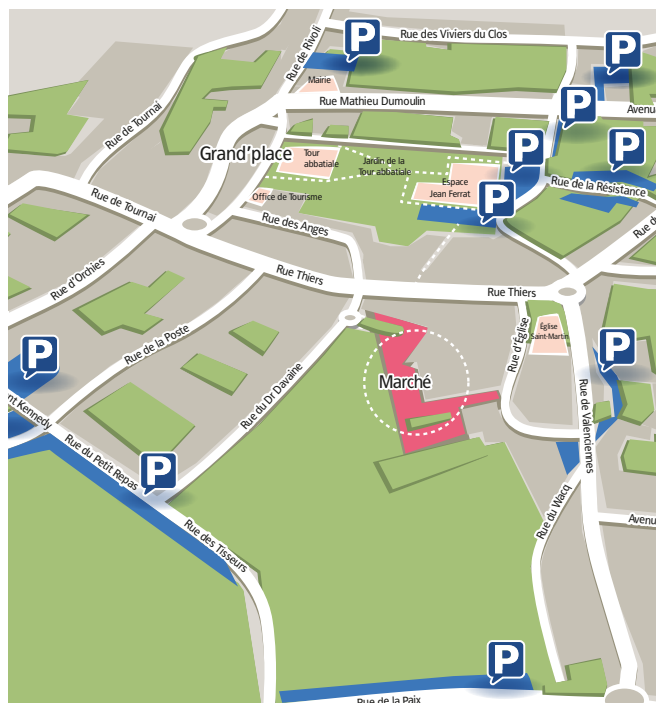 Rue des Viviers du Clos
P
P
Rue de Rivoli
Mairie
Rue Mathieu Dumoulin
P
Avenu
Rue de Tournai
Grand'place
Tour
abbatiale
Jardin de la
Tour abbatiale
P
P
Espace
Jean Ferrat
Rue de la Résistance
Office de Tourisme
P
Rue de Tournai
Rue des Anges
Rue d
Rue d'Orchies
Rue Thiers
Rue Thiers
Rue de la Poste
Rue d'Église
Église
Saint-Martin
P
P
Marché
Rue du Dr Davaine
Rue de Valenciennes
nt Kennedy
Rue du Petit Repas
P
Rue du Wacq
Avenu
Rue des Tisseurs
P
Rue de la Paix